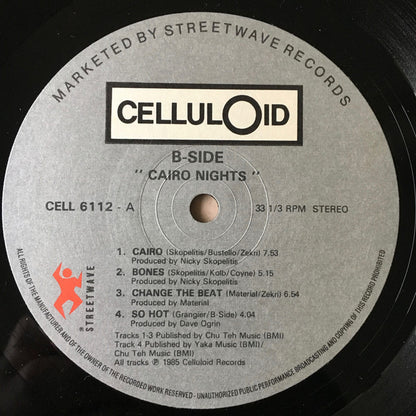 MARKETED BY STREETWAVE RECORDS
CELLULOID
B-SIDE
" CAIRO NIGHTS "
CELL 6112 - A
33 1/3 RPM STEREO
1. CAIRO (Skopelitis/Bustello/Zekri) 7.53
Produced by Nicky Skopelitis
2. BONES (Skopelitis/Kolb/Coyne) 5.15
Produced by Nicky Skopelitis
3. CHANGE THE BEAT (Material/Zekri) 6.54
Produced by Material
4. SO HOT (Grangier/B Side) 4.04
Produced by Dave Ogrin
Tracks 1-3 Published by Chu Teh Music (BMI)
Track 4 Published by Yaka Music (BMI)/
Chu Teh Music (BMI)
All tracks ℗ 1985 Celluloid Records
® STREETWAVE
ALL RIGHTS OF THE MANUFACTURER AND OF THE OWNER OF THE RECORDED WORK RESERVED - UNAUTHORIZED PUBLIC PERFORMANCE BROADCASTING AND COPYING OF THIS RECORD PROHIBITED